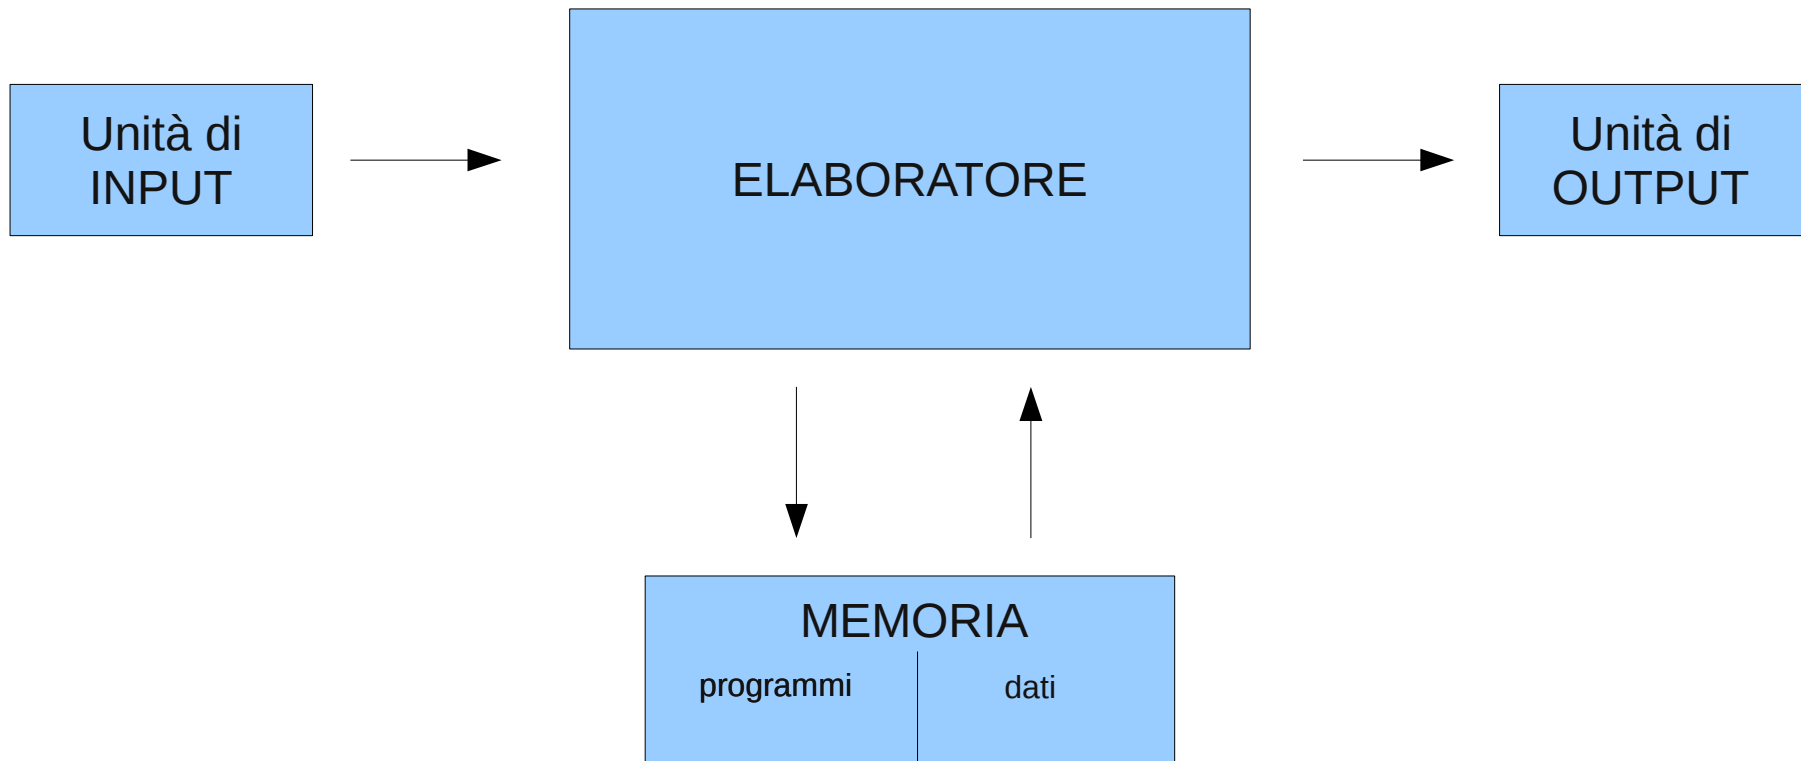 Unità di
INPUT
ELABORATORE
Unità di
OUTPUT
MEMORIA
programmi
dati